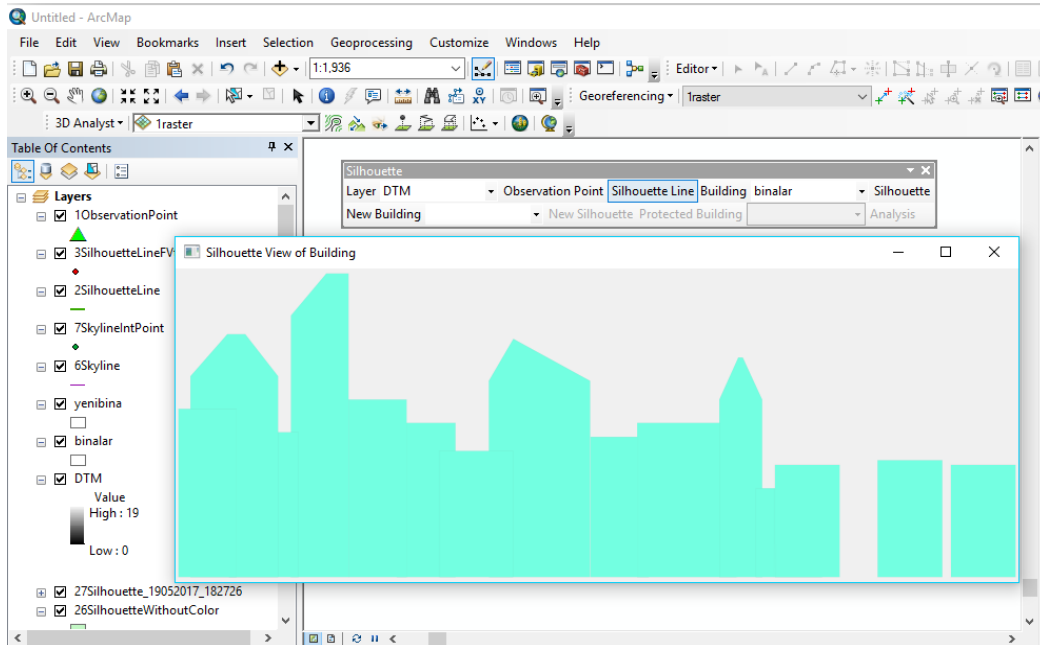 Untitled - ArcMap
File Edit View Bookmarks Insert Selection Geoprocessing Customize Windows Help
1:1,936 Editor
Georeferencing 1raster
3D Analyst 1raster
Table Of Contents
Silhouette
Layer DTM Observation Point Silhouette Line Building binalar Silhouette
New Building New Silhouette Protected Building Analysis
Layers
1ObservationPoint
3SilhouetteLineFV
Silhouette View of Building
2SilhouetteLine
7SkylineIntPoint
6Skyline
yenibina
binalar
DTM
Value
High : 19
Low : 0
27Silhouette_19052017_182726
26SilhouetteWithoutColor